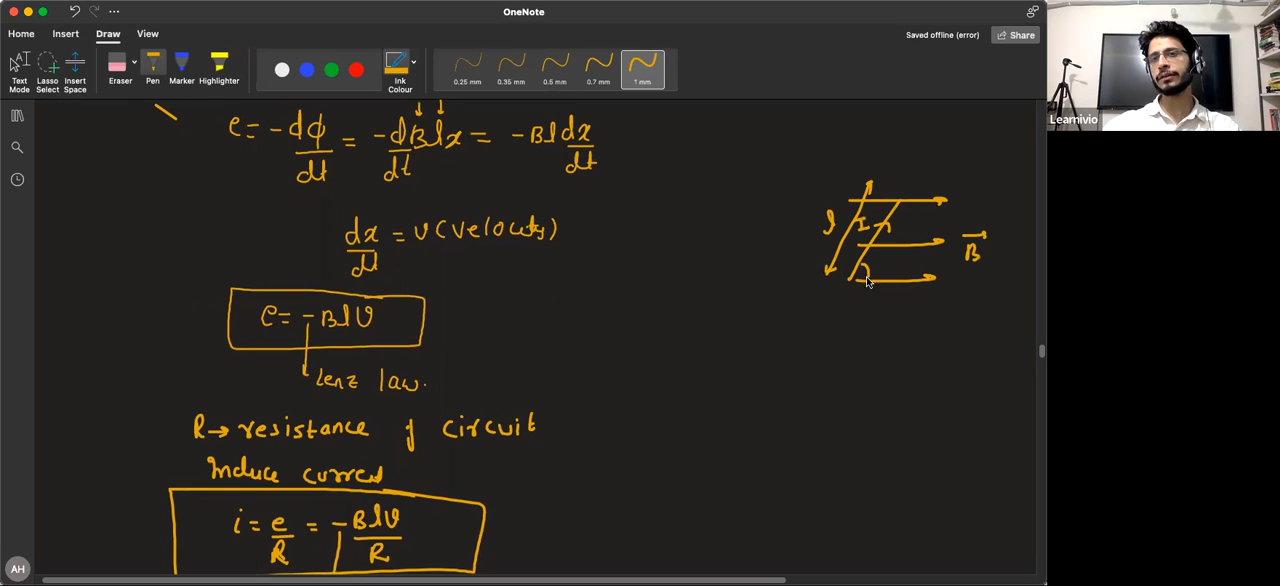 OneNote
Home Insert Draw View
Saved offline (error) Share
Text Mode Lasso Select Insert Space Eraser Pen Marker Highlighter Ink Colour 0.25 mm 0.35 mm 0.5 mm 0.7 mm 1 mm
Learnivio
e = -dϕ/dt = -d/dt Blx = -Bl dx/dt
dx/dt = v (velocity)
e = -Blv
lenz law.
R → resistance of circuit
Induce current
i = e/R = -Blv/R
l I
B
AH